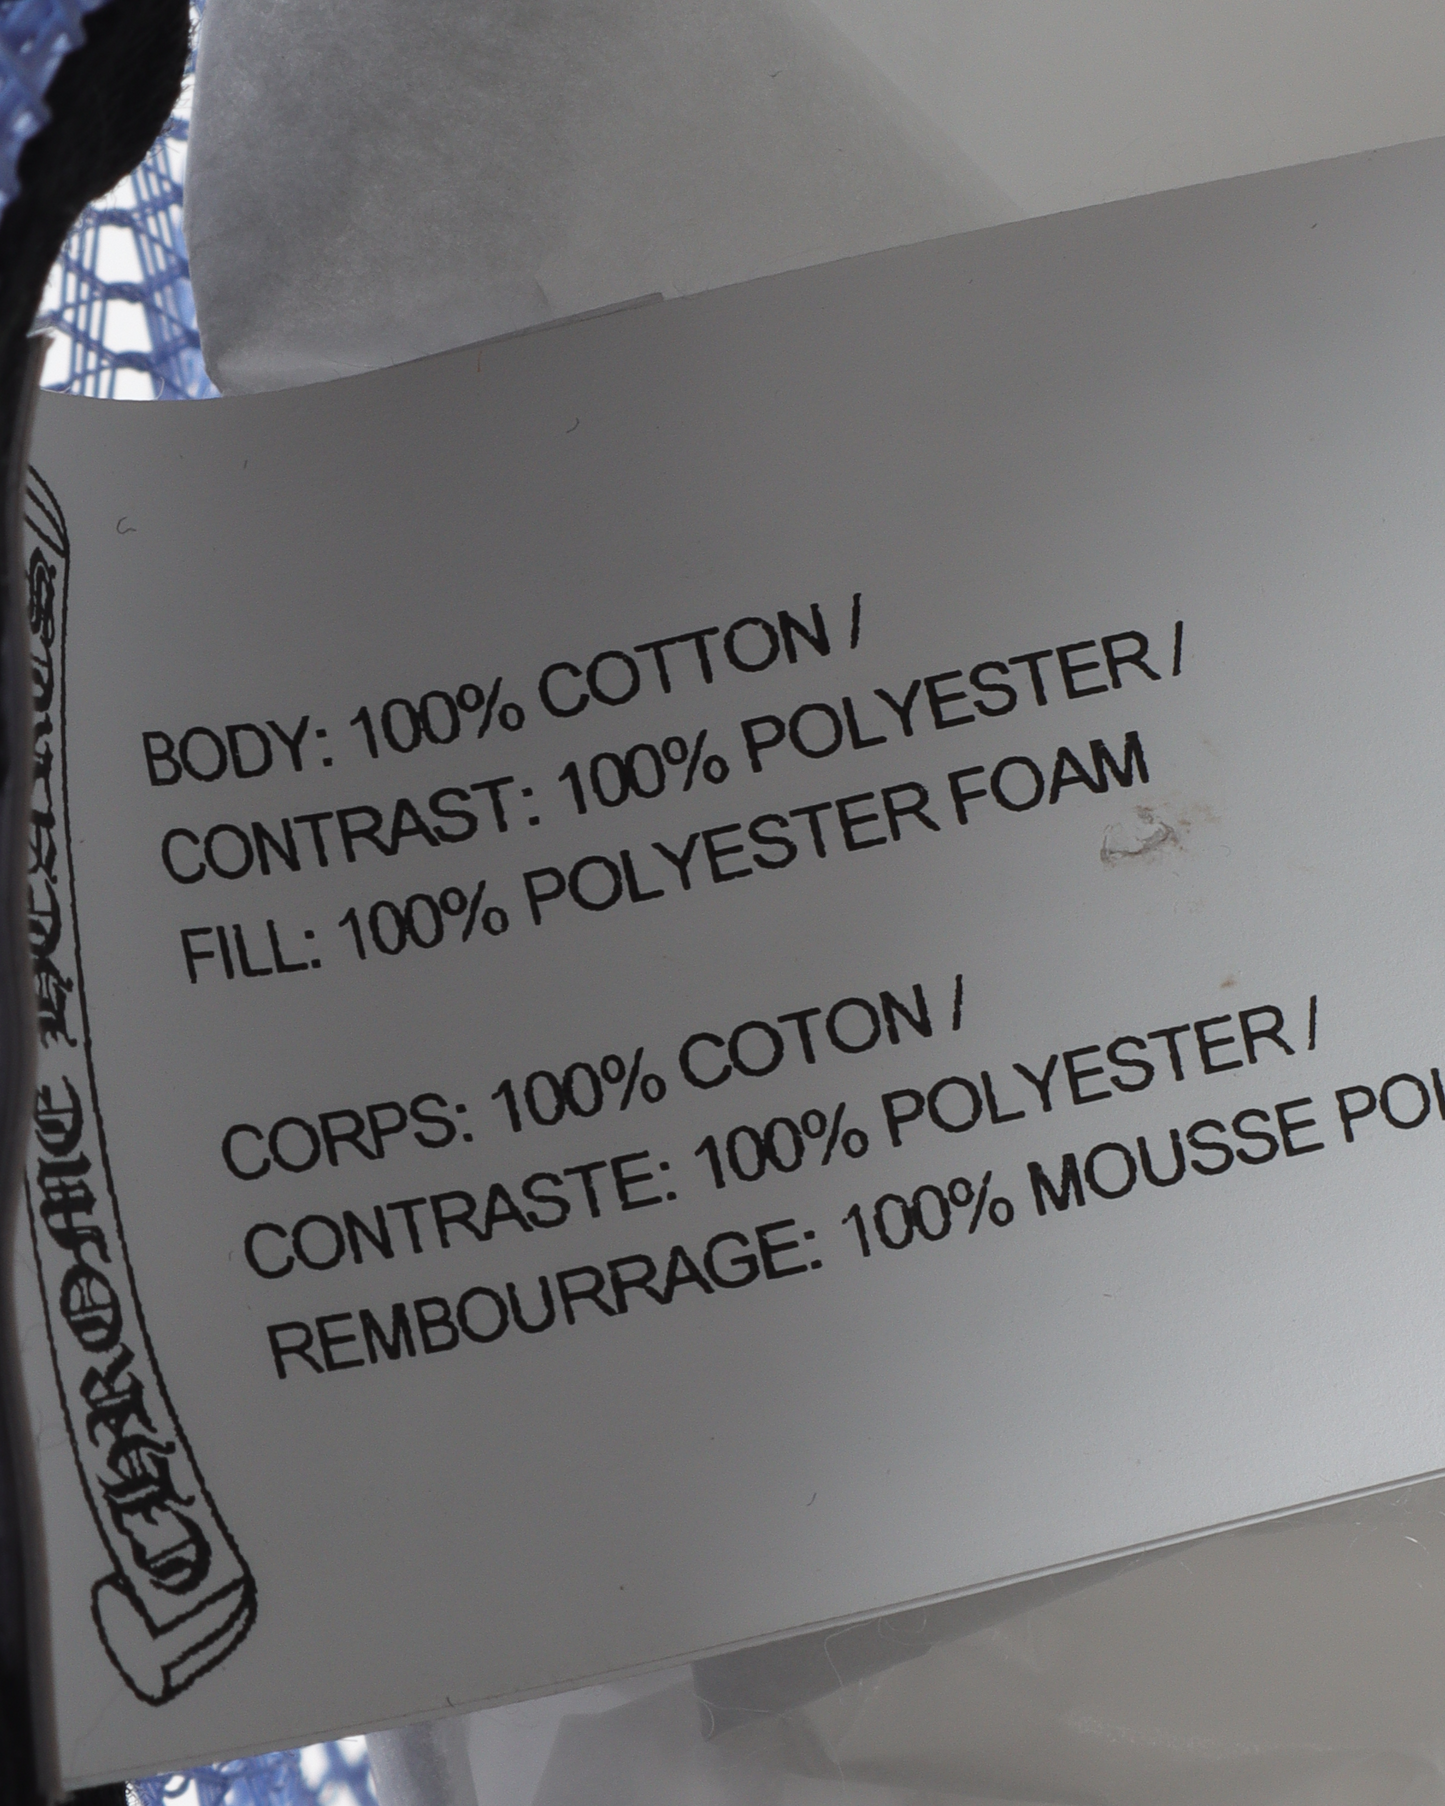 BODY: 100% COTTON /
CONTRAST: 100% POLYESTER /
FILL: 100% POLYESTER FOAM
CORPS: 100% COTON /
CONTRASTE: 100% POLYESTER /
REMBOURRAGE: 100% MOUSSE
CHROME HEARTS